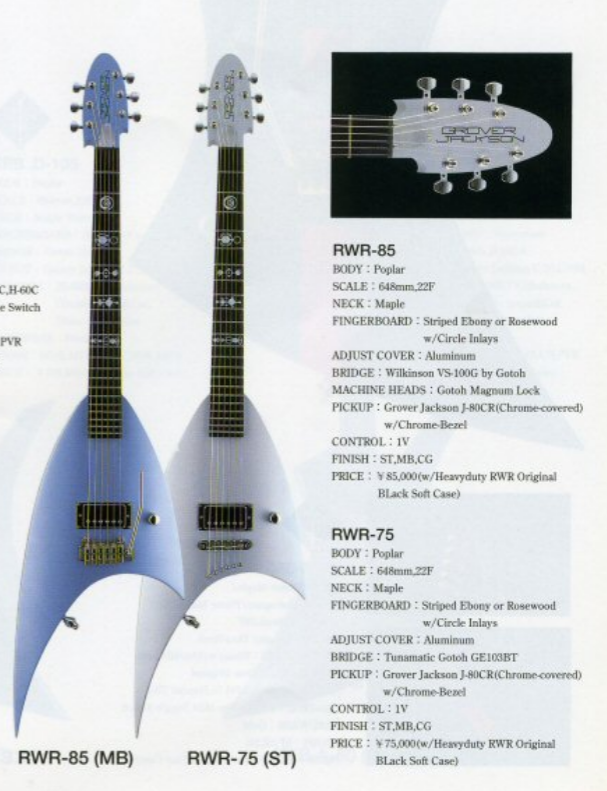 GROVER
JACKSON
RWR-85
BODY : Poplar
SCALE : 648mm,22F
NECK : Maple
FINGERBOARD : Striped Ebony or Rosewood
w/Circle Inlays
ADJUST COVER : Aluminum
BRIDGE : Wilkinson VS-100G by Gotoh
MACHINE HEADS : Gotoh Magnum Lock
PICKUP : Grover Jackson J-80CR(Chrome-covered)
w/Chrome-Bezel
CONTROL : 1V
FINISH : ST,MB,CG
PRICE : ¥85,000(w/Heavyduty RWR Original
BLack Soft Case)
RWR-75
BODY : Poplar
SCALE : 648mm,22F
NECK : Maple
FINGERBOARD : Striped Ebony or Rosewood
w/Circle Inlays
ADJUST COVER : Aluminum
BRIDGE : Tunamatic Gotoh GE103BT
PICKUP : Grover Jackson J-80CR(Chrome-covered)
w/Chrome-Bezel
CONTROL : 1V
FINISH : ST,MB,CG
PRICE : ¥75,000(w/Heavyduty RWR Original
BLack Soft Case)
C,H-60C
e Switch
PVR
GROVER
JACKSON
GROVER
JACKSON
RWR-85 (MB)
RWR-75 (ST)